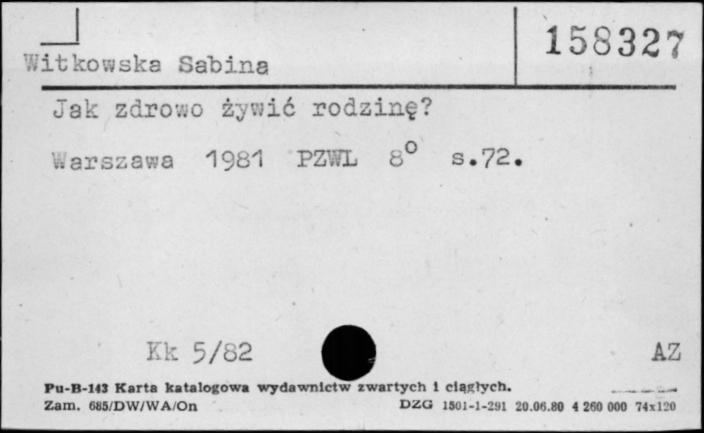 158327
Witkowska Sabina
Jak zdrowo żywić rodzinę?
Warszawa 1981 PZWL 8° s.72.
Kk 5/82 AZ
Pu-B-143 Karta katalogowa wydawnictw zwartych i ciągłych.
Zam. 685/DW/WA/On DZG 1501-1-291 20.06.80 4 260 000 74x120